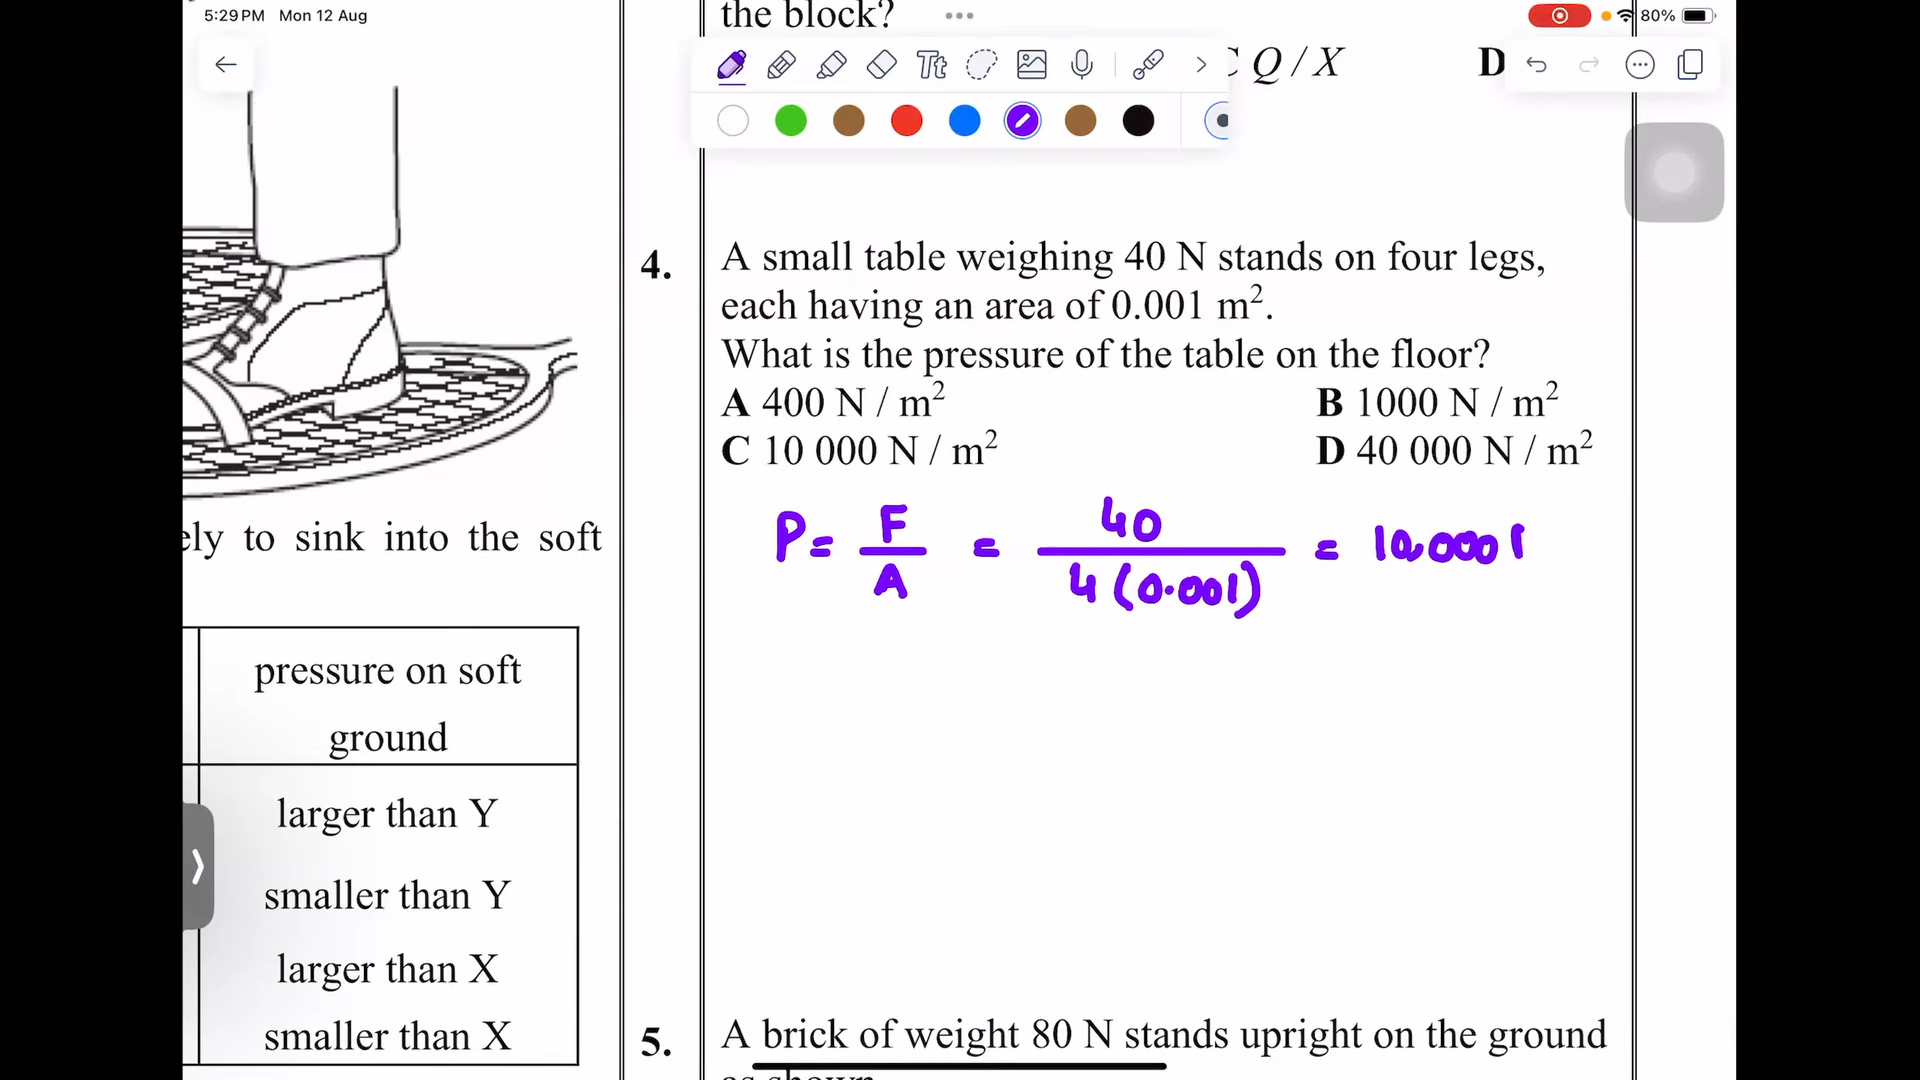 5:29 PM Mon 12 Aug
80%
the block?
Tt
Q / X
D
4.
A small table weighing 40 N stands on four legs,
each having an area of 0.001 m².
What is the pressure of the table on the floor?
A 400 N / m²
B 1000 N / m²
C 10 000 N / m²
D 40 000 N / m²
P = F / A = 40 / 4 (0.001) = 10,000
ely to sink into the soft
pressure on soft
ground
larger than Y
smaller than Y
larger than X
smaller than X
5.
A brick of weight 80 N stands upright on the ground